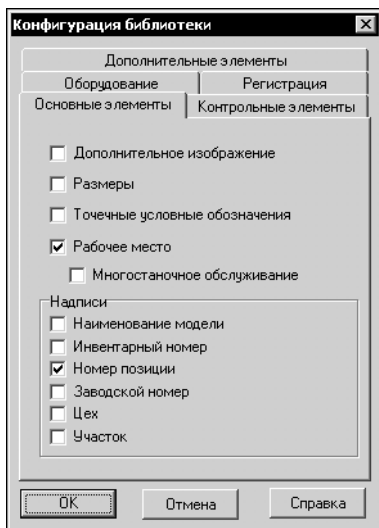 Конфигурация библиотеки
Дополнительные элементы
Оборудование
Регистрация
Основные элементы
Контрольные элементы
Дополнительное изображение
Размеры
Точечные условные обозначения
Рабочее место
Многостаночное обслуживание
Надписи
Наименование модели
Инвентарный номер
Номер позиции
Заводской номер
Цех
Участок
OK
Отмена
Справка